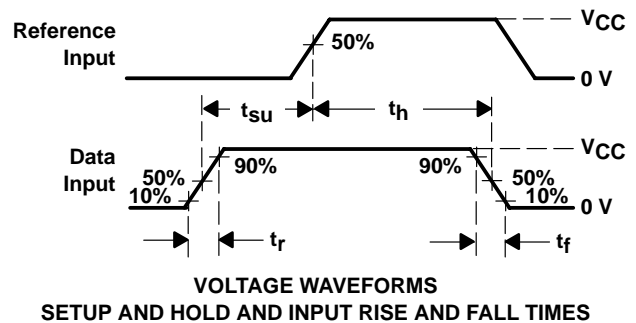 Reference
Input
50%
VCC
0 V
tsu
th
Data
Input
50%
10%
90%
90%
50%
10%
VCC
0 V
tr
tf
VOLTAGE WAVEFORMS
SETUP AND HOLD AND INPUT RISE AND FALL TIMES